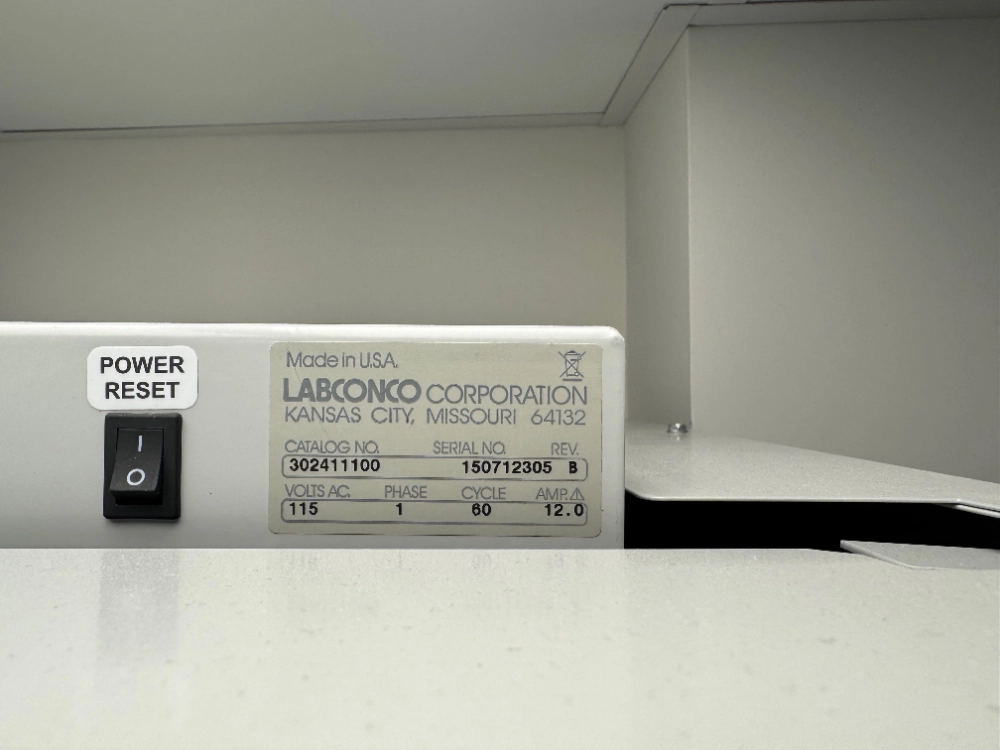 POWER
RESET
I
O
Made in U.S.A.
LABCONCO CORPORATION
KANSAS CITY, MISSOURI 64132
CATALOG NO. SERIAL NO. REV.
302411100 150712305 B
VOLTS AC. PHASE CYCLE AMP.⚠
115 1 60 12.0